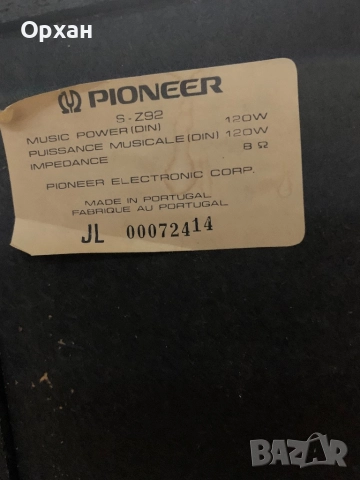 Орхан
PIONEER
S-Z92
MUSIC POWER (DIN) 120W
PUISSANCE MUSICALE (DIN) 120W
IMPEDANCE 8 Ω
PIONEER ELECTRONIC CORP.
MADE IN PORTUGAL
FABRIQUE AU PORTUGAL
JL 00072414
BAZAR